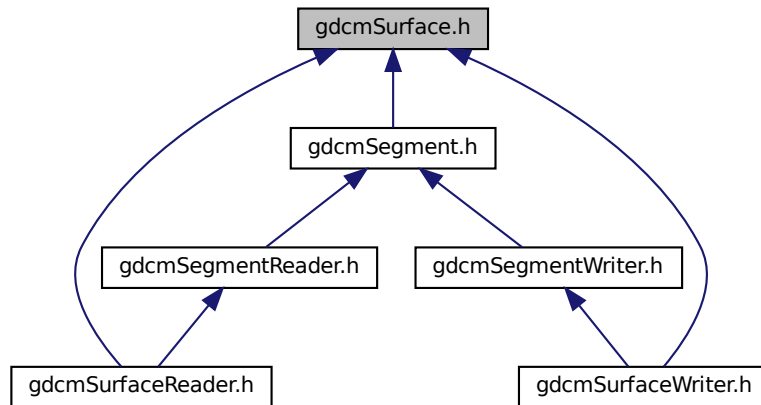 gdcmSurface.h
gdcmSegment.h
gdcmSegmentReader.h
gdcmSegmentWriter.h
gdcmSurfaceReader.h
gdcmSurfaceWriter.h